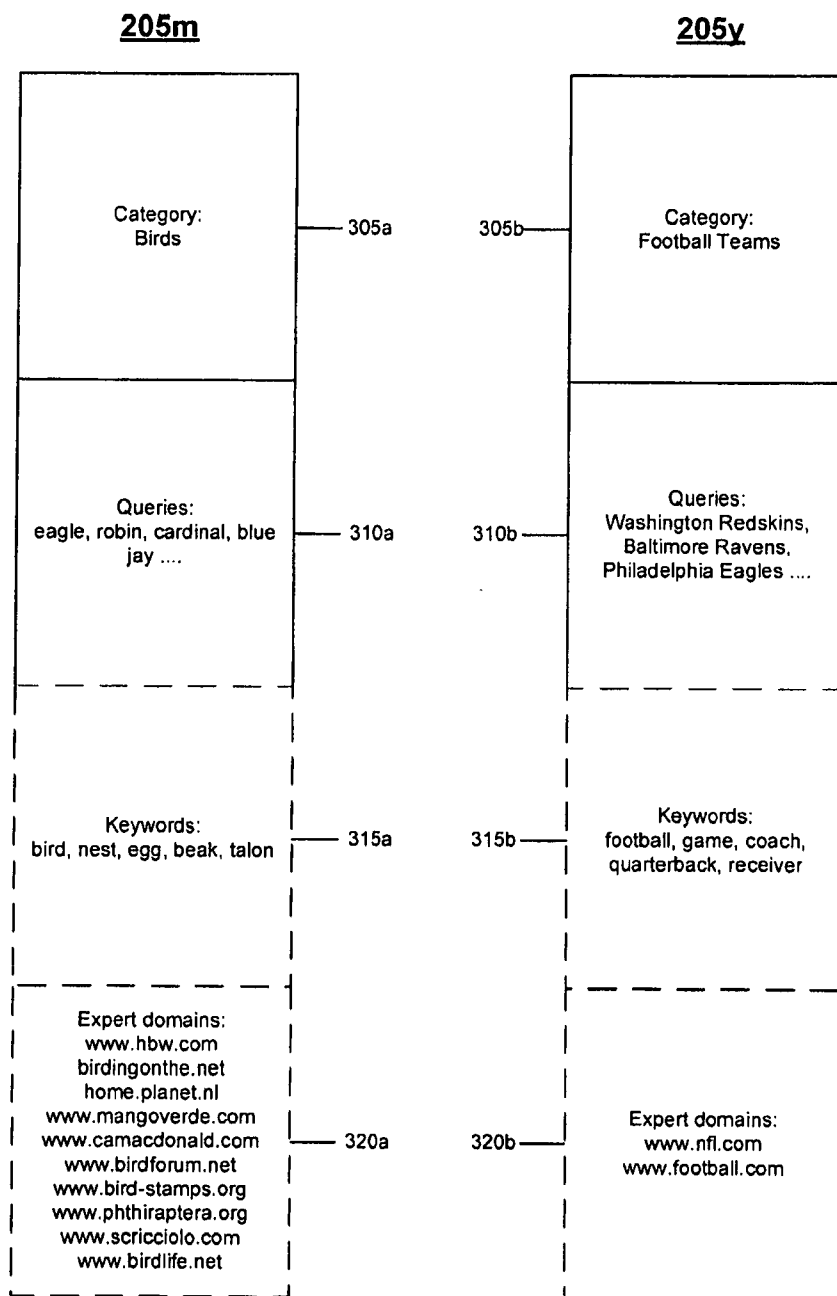 205m
205y
Category:
Birds
305a
305b
Category:
Football Teams
Queries:
eagle, robin, cardinal, blue
jay ....
310a
310b
Queries:
Washington Redskins,
Baltimore Ravens,
Philadelphia Eagles ....
Keywords:
bird, nest, egg, beak, talon
315a
315b
Keywords:
football, game, coach,
quarterback, receiver
Expert domains:
www.hbw.com
birdingonthe.net
home.planet.nl
www.mangoverde.com
www.camacdonald.com
www.birdforum.net
www.bird-stamps.org
www.phthiraptera.org
www.scricciolo.com
www.birdlife.net
320a
320b
Expert domains:
www.nfl.com
www.football.com